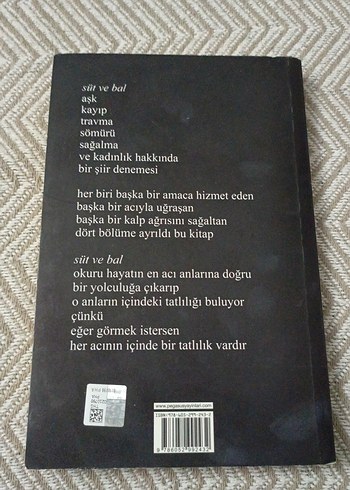 süt ve bal
aşk
kayıp
travma
sömürü
sağalma
ve kadınlık hakkında
bir şiir denemesi
her biri başka bir amaca hizmet eden
başka bir acıyla uğraşan
başka bir kalp ağrısını sağaltan
dört bölüme ayrıldı bu kitap
süt ve bal
okuru hayatın en acı anlarına doğru
bir yolculuğa çıkarıp
o anların içindeki tatlılığı buluyor
çünkü
eğer görmek istersen
her acının içinde bir tatlılık vardır
www.pegasusyayinlari.com